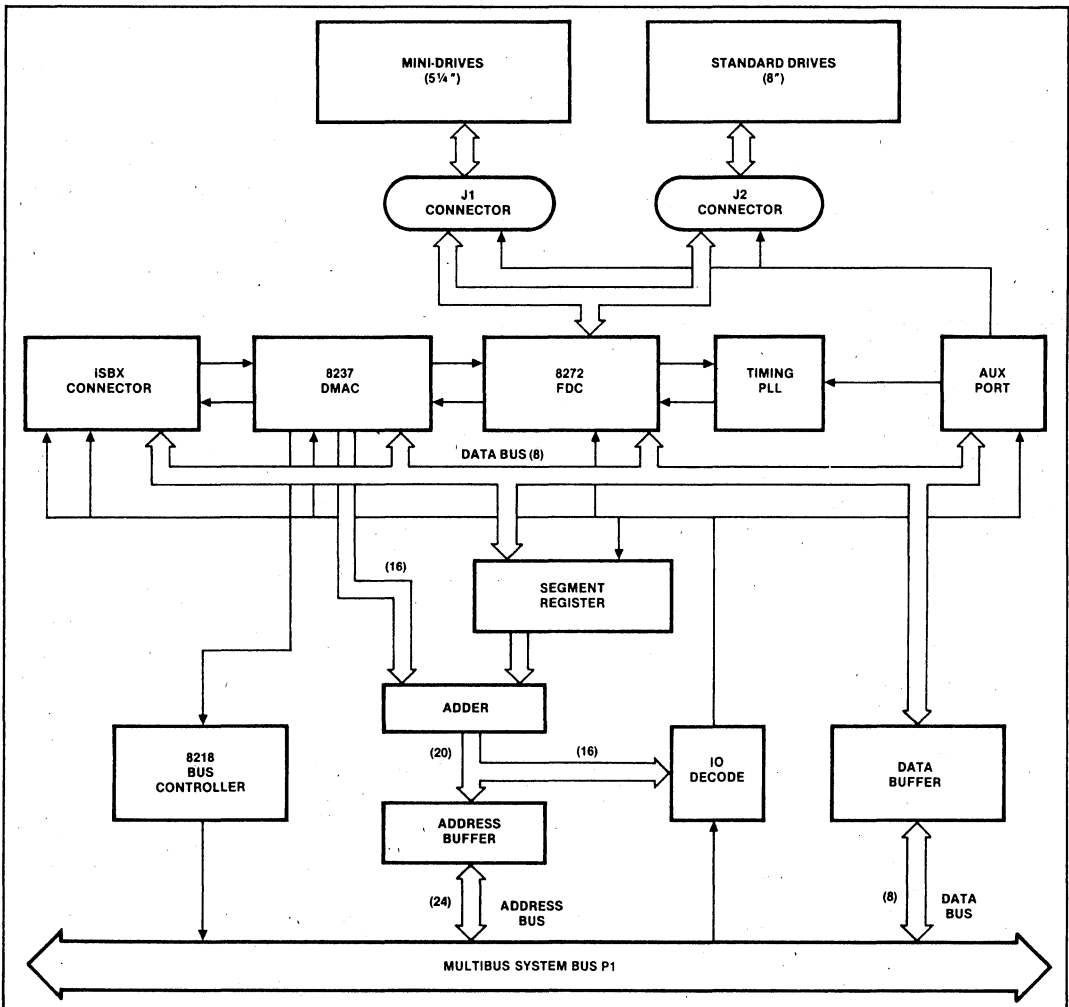 MINI-DRIVES
(5¼")
STANDARD DRIVES
(8")
J1
CONNECTOR
J2
CONNECTOR
iSBX
CONNECTOR
8237
DMAC
8272
FDC
TIMING
PLL
AUX
PORT
DATA BUS (8)
(16)
SEGMENT
REGISTER
ADDER
8218
BUS
CONTROLLER
(20)
(16)
IO
DECODE
DATA
BUFFER
ADDRESS
BUFFER
(24)
ADDRESS
BUS
(8)
DATA
BUS
MULTIBUS SYSTEM BUS P1